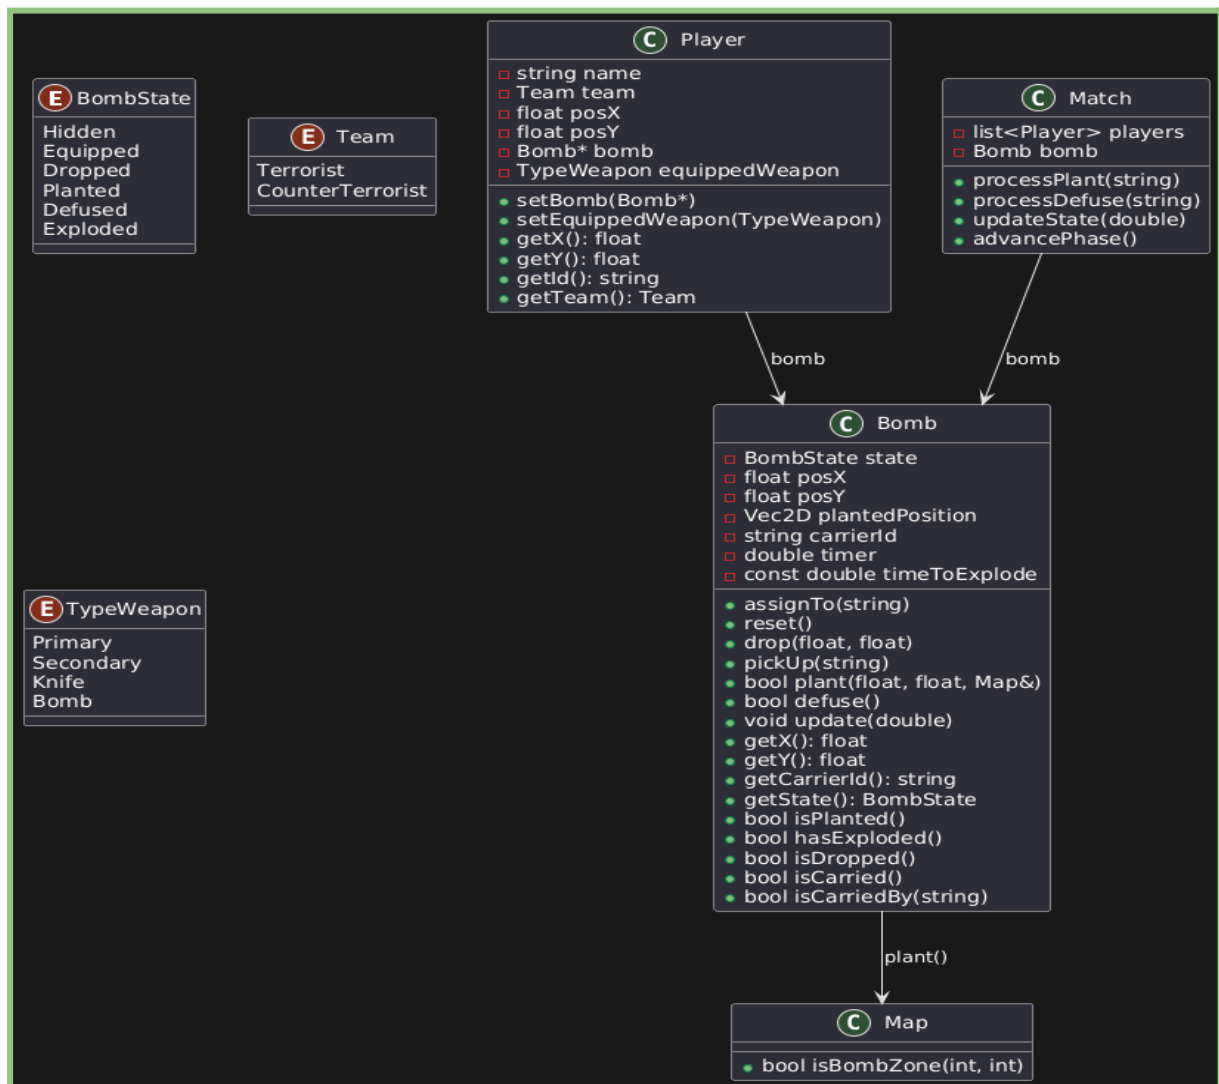 E BombState
Hidden
Equipped
Dropped
Planted
Defused
Exploded
E Team
Terrorist
CounterTerrorist
C Player
string name
Team team
float posX
float posY
Bomb* bomb
TypeWeapon equippedWeapon
setBomb(Bomb*)
setEquippedWeapon(TypeWeapon)
getX(): float
getY(): float
getId(): string
getTeam(): Team
C Match
list<Player> players
Bomb bomb
processPlant(string)
processDefuse(string)
updateState(double)
advancePhase()
bomb
bomb
E TypeWeapon
Primary
Secondary
Knife
Bomb
C Bomb
BombState state
float posX
float posY
Vec2D plantedPosition
string carrierId
double timer
const double timeToExplode
assignTo(string)
reset()
drop(float, float)
pickUp(string)
bool plant(float, float, Map&)
bool defuse()
void update(double)
getX(): float
getY(): float
getCarrierId(): string
getState(): BombState
bool isPlanted()
bool hasExploded()
bool isDropped()
bool isCarried()
bool isCarriedBy(string)
plant()
C Map
bool isBombZone(int, int)